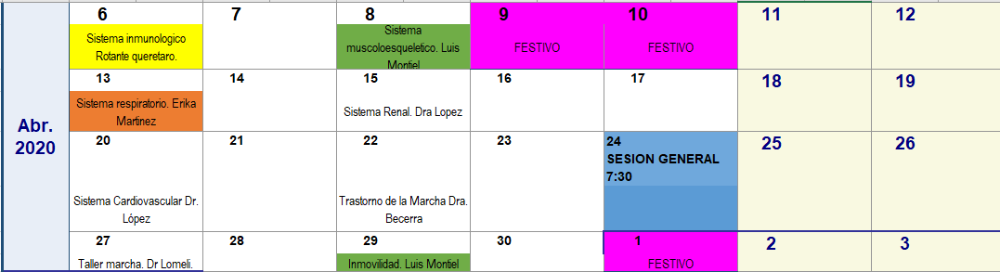 Abr.
2020
6
7
8
9
10
11
12
Sistema inmunologico
Rotante queretaro.
Sistema
muscoloesqueletico. Luis
Montiel
FESTIVO
FESTIVO
13
14
15
16
17
18
19
Sistema respiratorio. Erika
Martinez
Sistema Renal. Dra Lopez
20
21
22
23
24
SESION GENERAL
7:30
25
26
Sistema Cardiovascular Dr.
López
Trastorno de la Marcha Dra.
Becerra
27
28
29
30
1
2
3
Taller marcha. Dr Lomeli.
Inmovilidad. Luis Montiel
FESTIVO